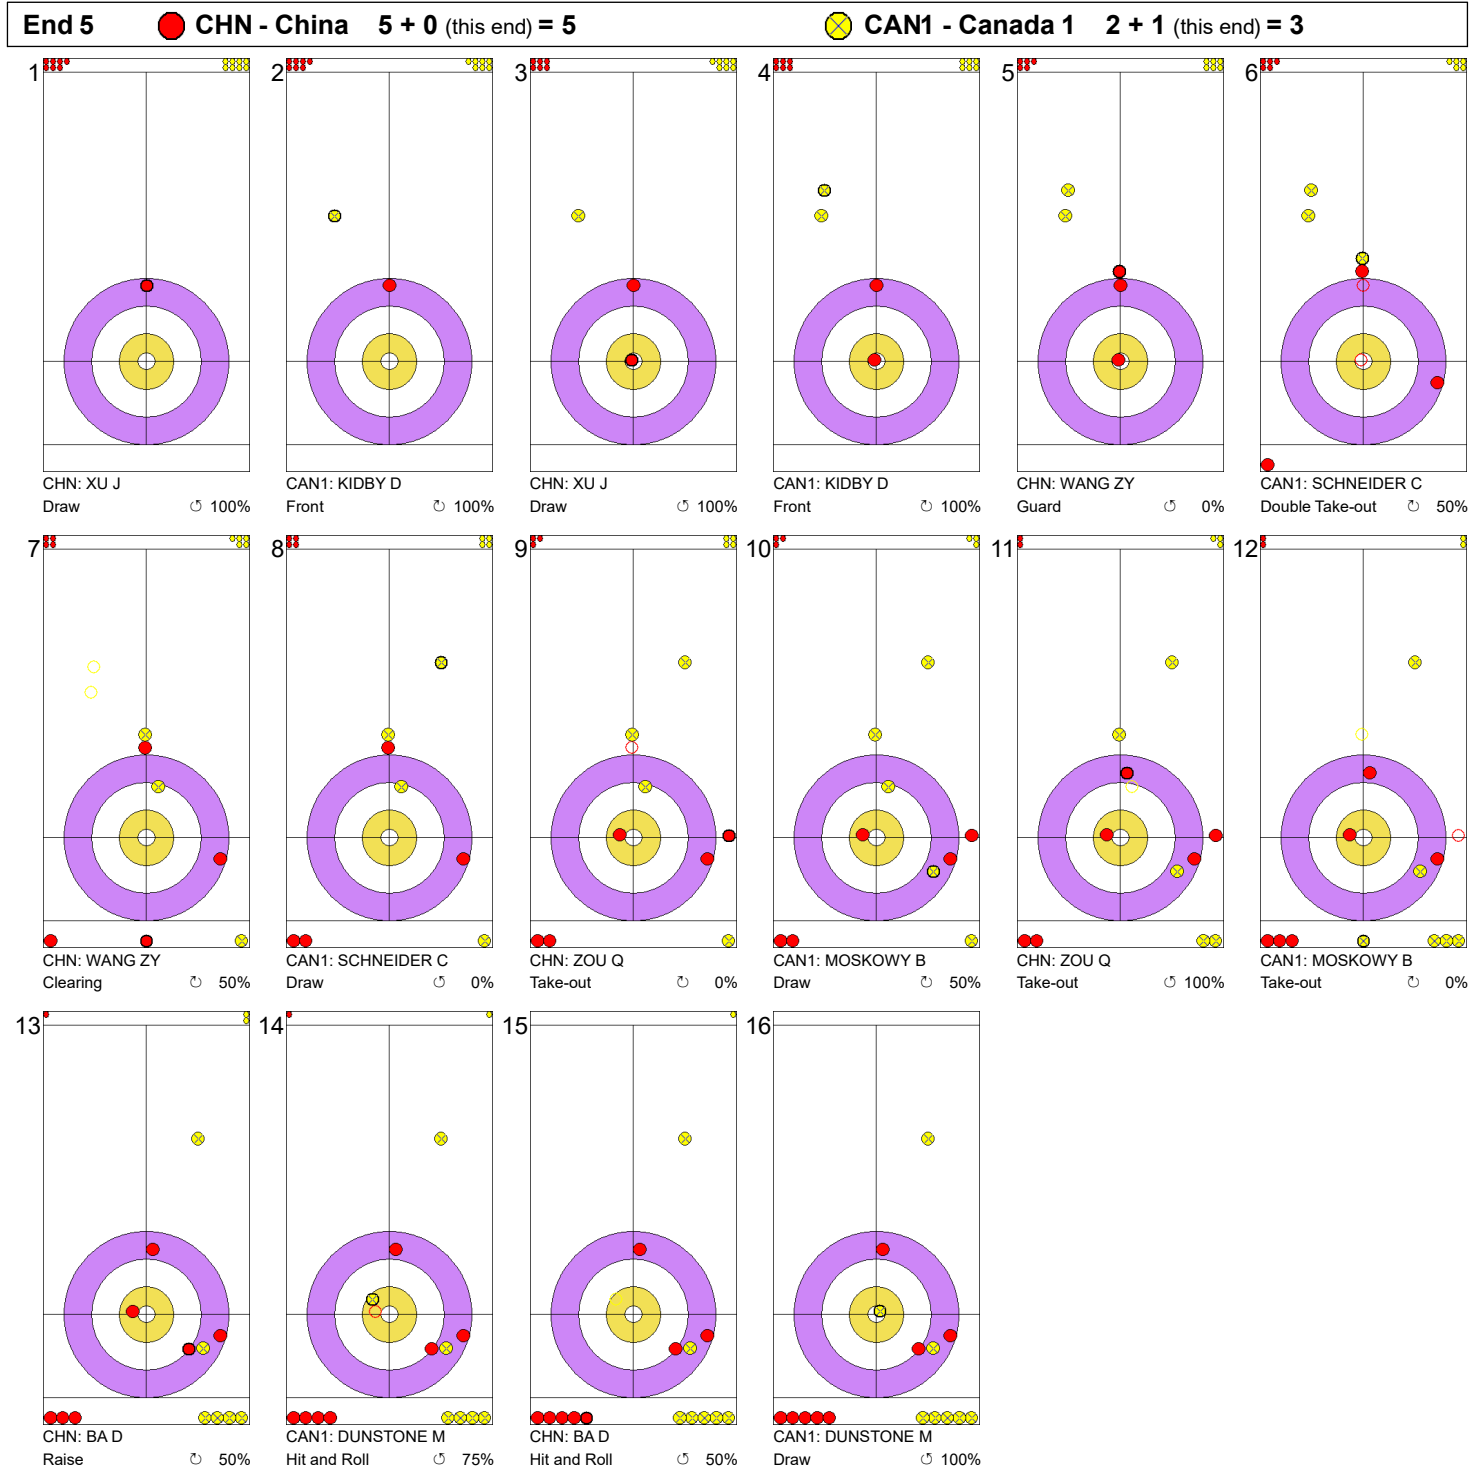 End 5 CHN - China 5 + 0 (this end) = 5 CAN1 - Canada 1 2 + 1 (this end) = 3
1 2 3 4 5 6
CHN: XU J CAN1: KIDBY D CHN: XU J CAN1: KIDBY D CHN: WANG ZY CAN1: SCHNEIDER C
Draw ↺ 100% Front ↻ 100% Draw ↺ 100% Front ↻ 100% Guard ↺ 0% Double Take-out ↺ 50%
7 8 9 10 11 12
CHN: WANG ZY CAN1: SCHNEIDER C CHN: ZOU Q CAN1: MOSKOWY B CHN: ZOU Q CAN1: MOSKOWY B
Clearing ↻ 50% Draw ↺ 0% Take-out ↻ 0% Draw ↻ 50% Take-out ↺ 100% Take-out ↻ 0%
13 14 15 16
CHN: BA D CAN1: DUNSTONE M CHN: BA D CAN1: DUNSTONE M
Raise ↻ 50% Hit and Roll ↺ 75% Hit and Roll ↺ 50% Draw ↺ 100%